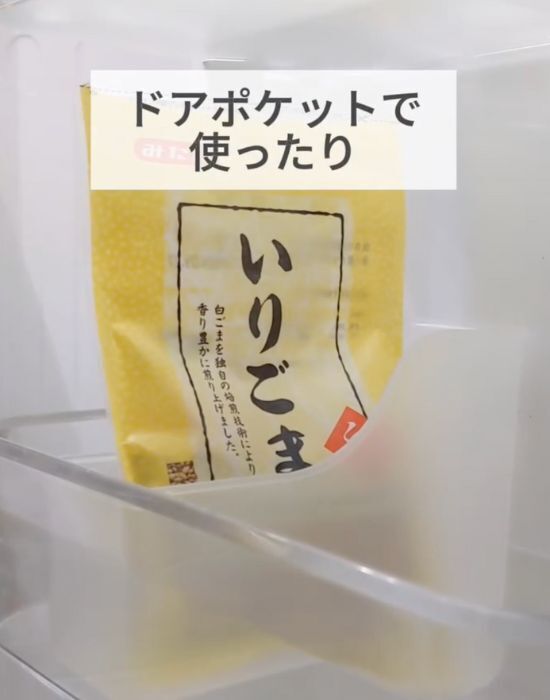 ドアポケットで
使ったり
いりごま
白ごまを独自の焙煎技術により
香り豊かに煎り上げました。